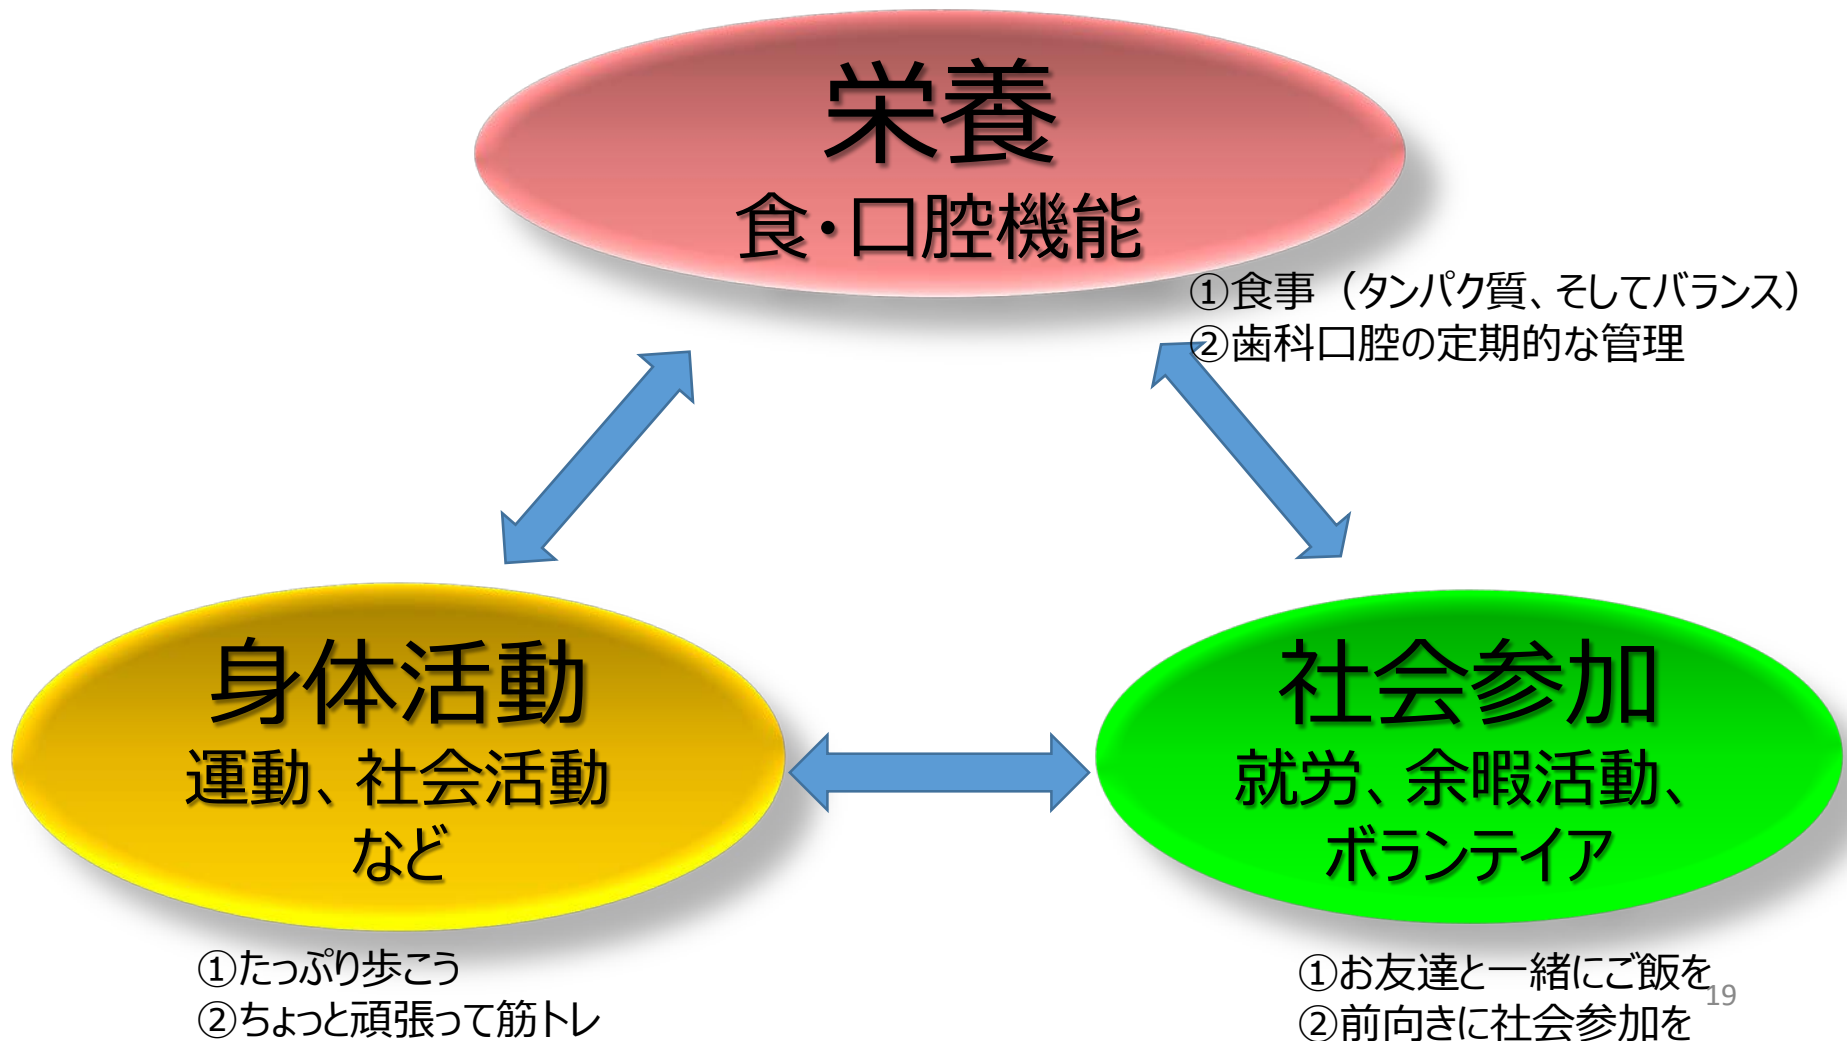 栄養
食・口腔機能
①食事（タンパク質、そしてバランス）
②歯科口腔の定期的な管理
身体活動
運動、社会活動
など
①たっぷり歩こう
②ちょっと頑張って筋トレ
社会参加
就労、余暇活動、
ボランテイア
①お友達と一緒にご飯を
②前向きに社会参加を
19